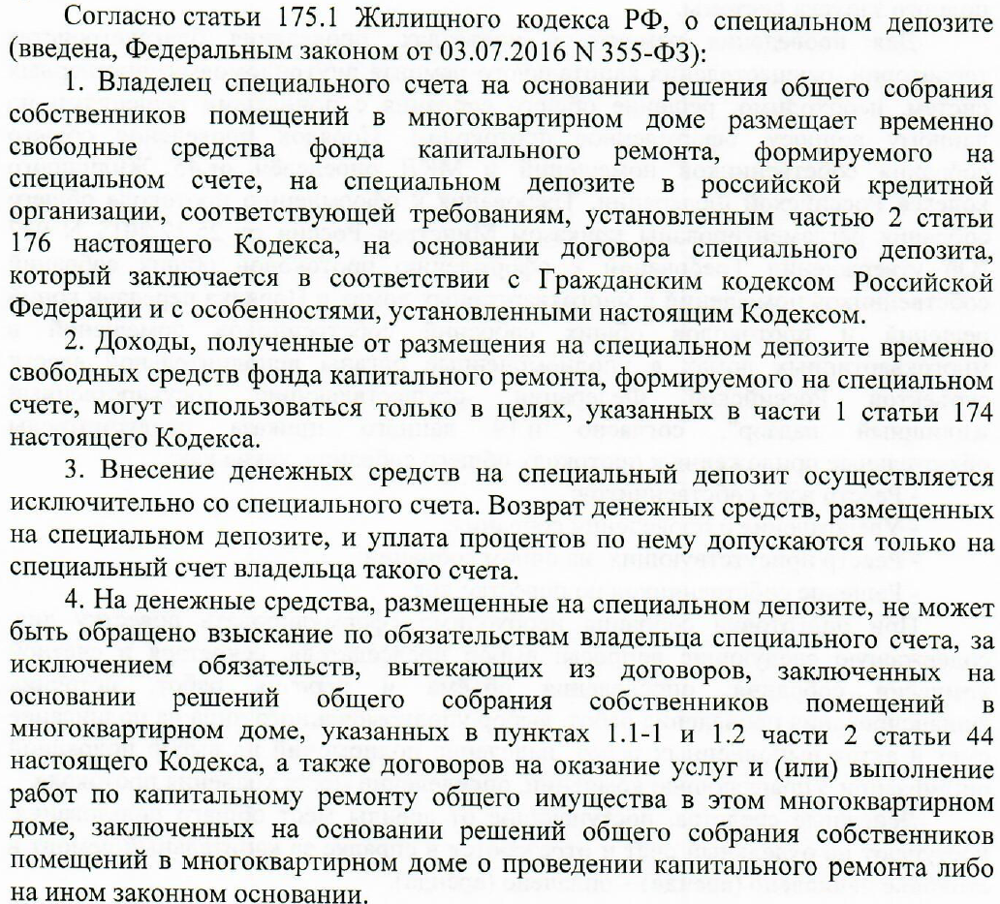 Согласно статьи 175.1 Жилищного кодекса РФ, о специальном депозите
(введена, Федеральным законом от 03.07.2016 N 355-ФЗ):
1. Владелец специального счета на основании решения общего собрания
собственников помещений в многоквартирном доме размещает временно
свободные средства фонда капитального ремонта, формируемого на
специальном счете, на специальном депозите в российской кредитной
организации, соответствующей требованиям, установленным частью 2 статьи
176 настоящего Кодекса, на основании договора специального депозита,
который заключается в соответствии с Гражданским кодексом Российской
Федерации и с особенностями, установленными настоящим Кодексом.
2. Доходы, полученные от размещения на специальном депозите временно
свободных средств фонда капитального ремонта, формируемого на специальном
счете, могут использоваться только в целях, указанных в части 1 статьи 174
настоящего Кодекса.
3. Внесение денежных средств на специальный депозит осуществляется
исключительно со специального счета. Возврат денежных средств, размещенных
на специальном депозите, и уплата процентов по нему допускаются только на
специальный счет владельца такого счета.
4. На денежные средства, размещенные на специальном депозите, не может
быть обращено взыскание по обязательствам владельца специального счета, за
исключением обязательств, вытекающих из договоров, заключенных на
основании решений общего собрания собственников помещений в
многоквартирном доме, указанных в пунктах 1.1-1 и 1.2 части 2 статьи 44
настоящего Кодекса, а также договоров на оказание услуг и (или) выполнение
работ по капитальному ремонту общего имущества в этом многоквартирном
доме, заключенных на основании решений общего собрания собственников
помещений в многоквартирном доме о проведении капитального ремонта либо
на ином законном основании.